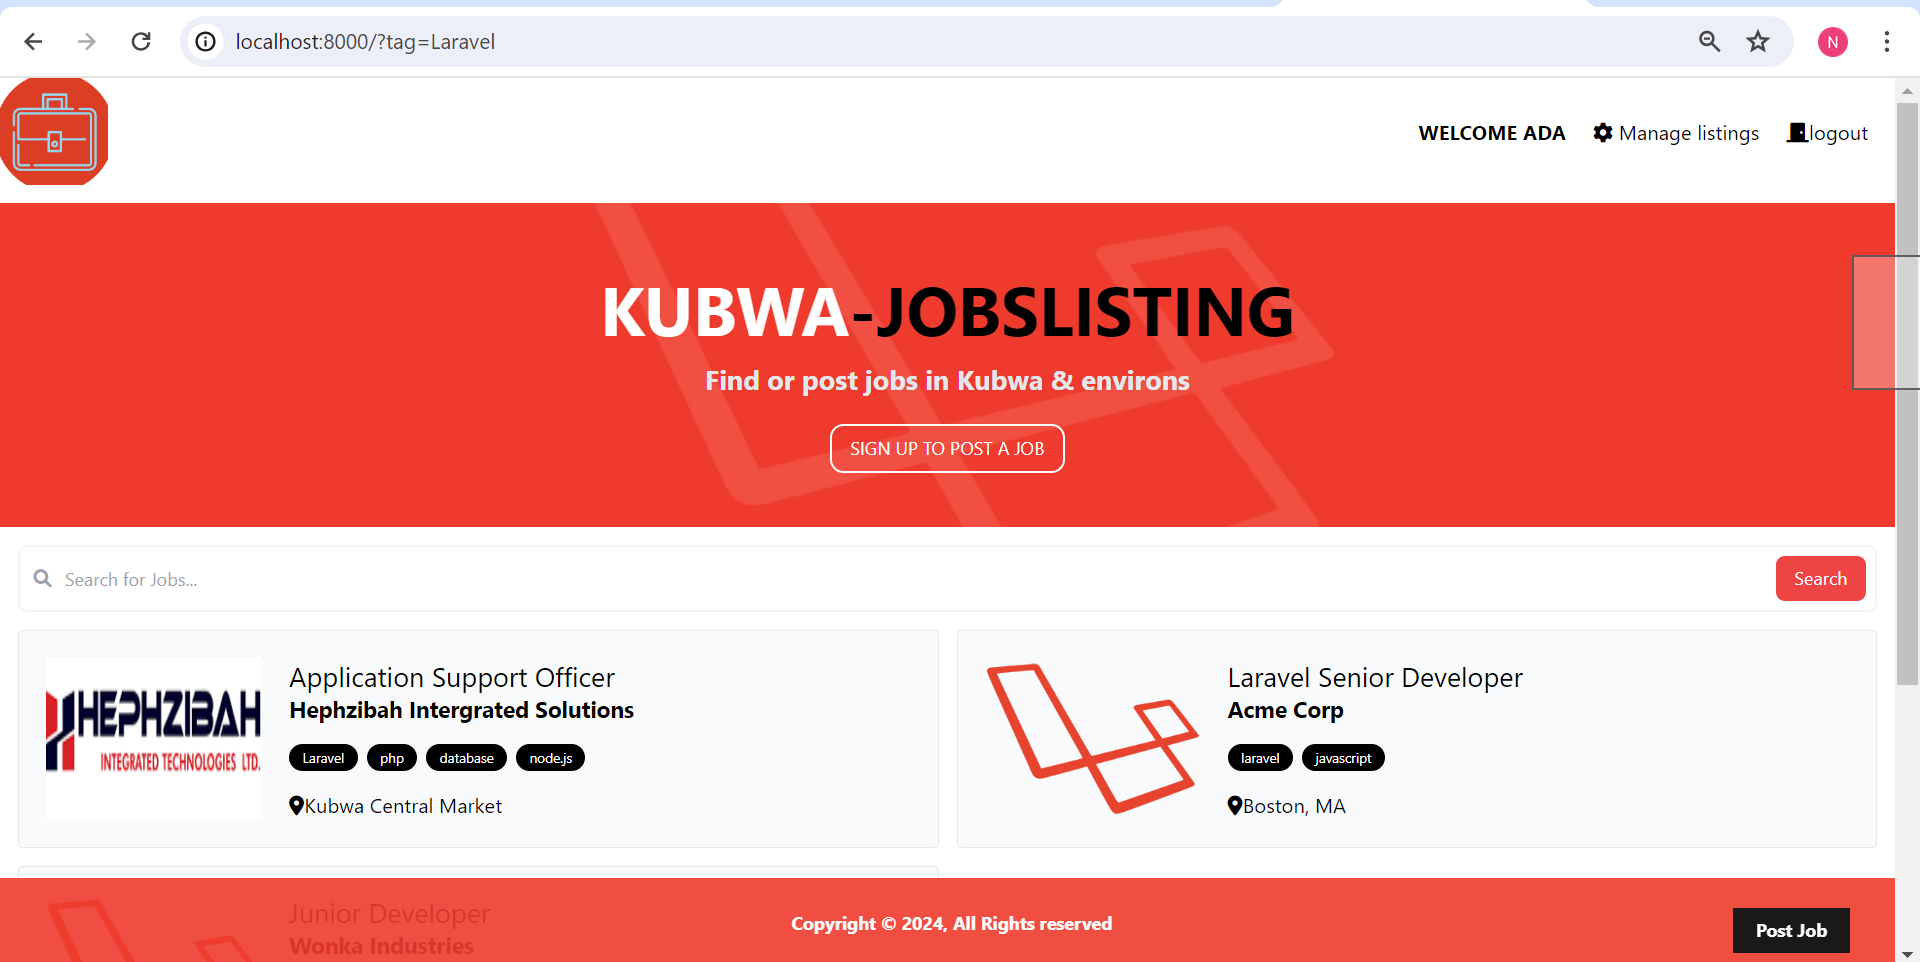 localhost:8000/?tag=Laravel
N
WELCOME ADA Manage listings logout
KUBWA-JOBSLISTING
Find or post jobs in Kubwa & environs
SIGN UP TO POST A JOB
Search for Jobs...
Search
HEPHZIBAH
INTEGRATED TECHNOLOGIES LTD.
Application Support Officer
Hephzibah Intergrated Solutions
Laravel php database node.js
Kubwa Central Market
Laravel Senior Developer
Acme Corp
laravel javascript
Boston, MA
Junior Developer
Wonka Industries
Copyright © 2024, All Rights reserved
Post Job